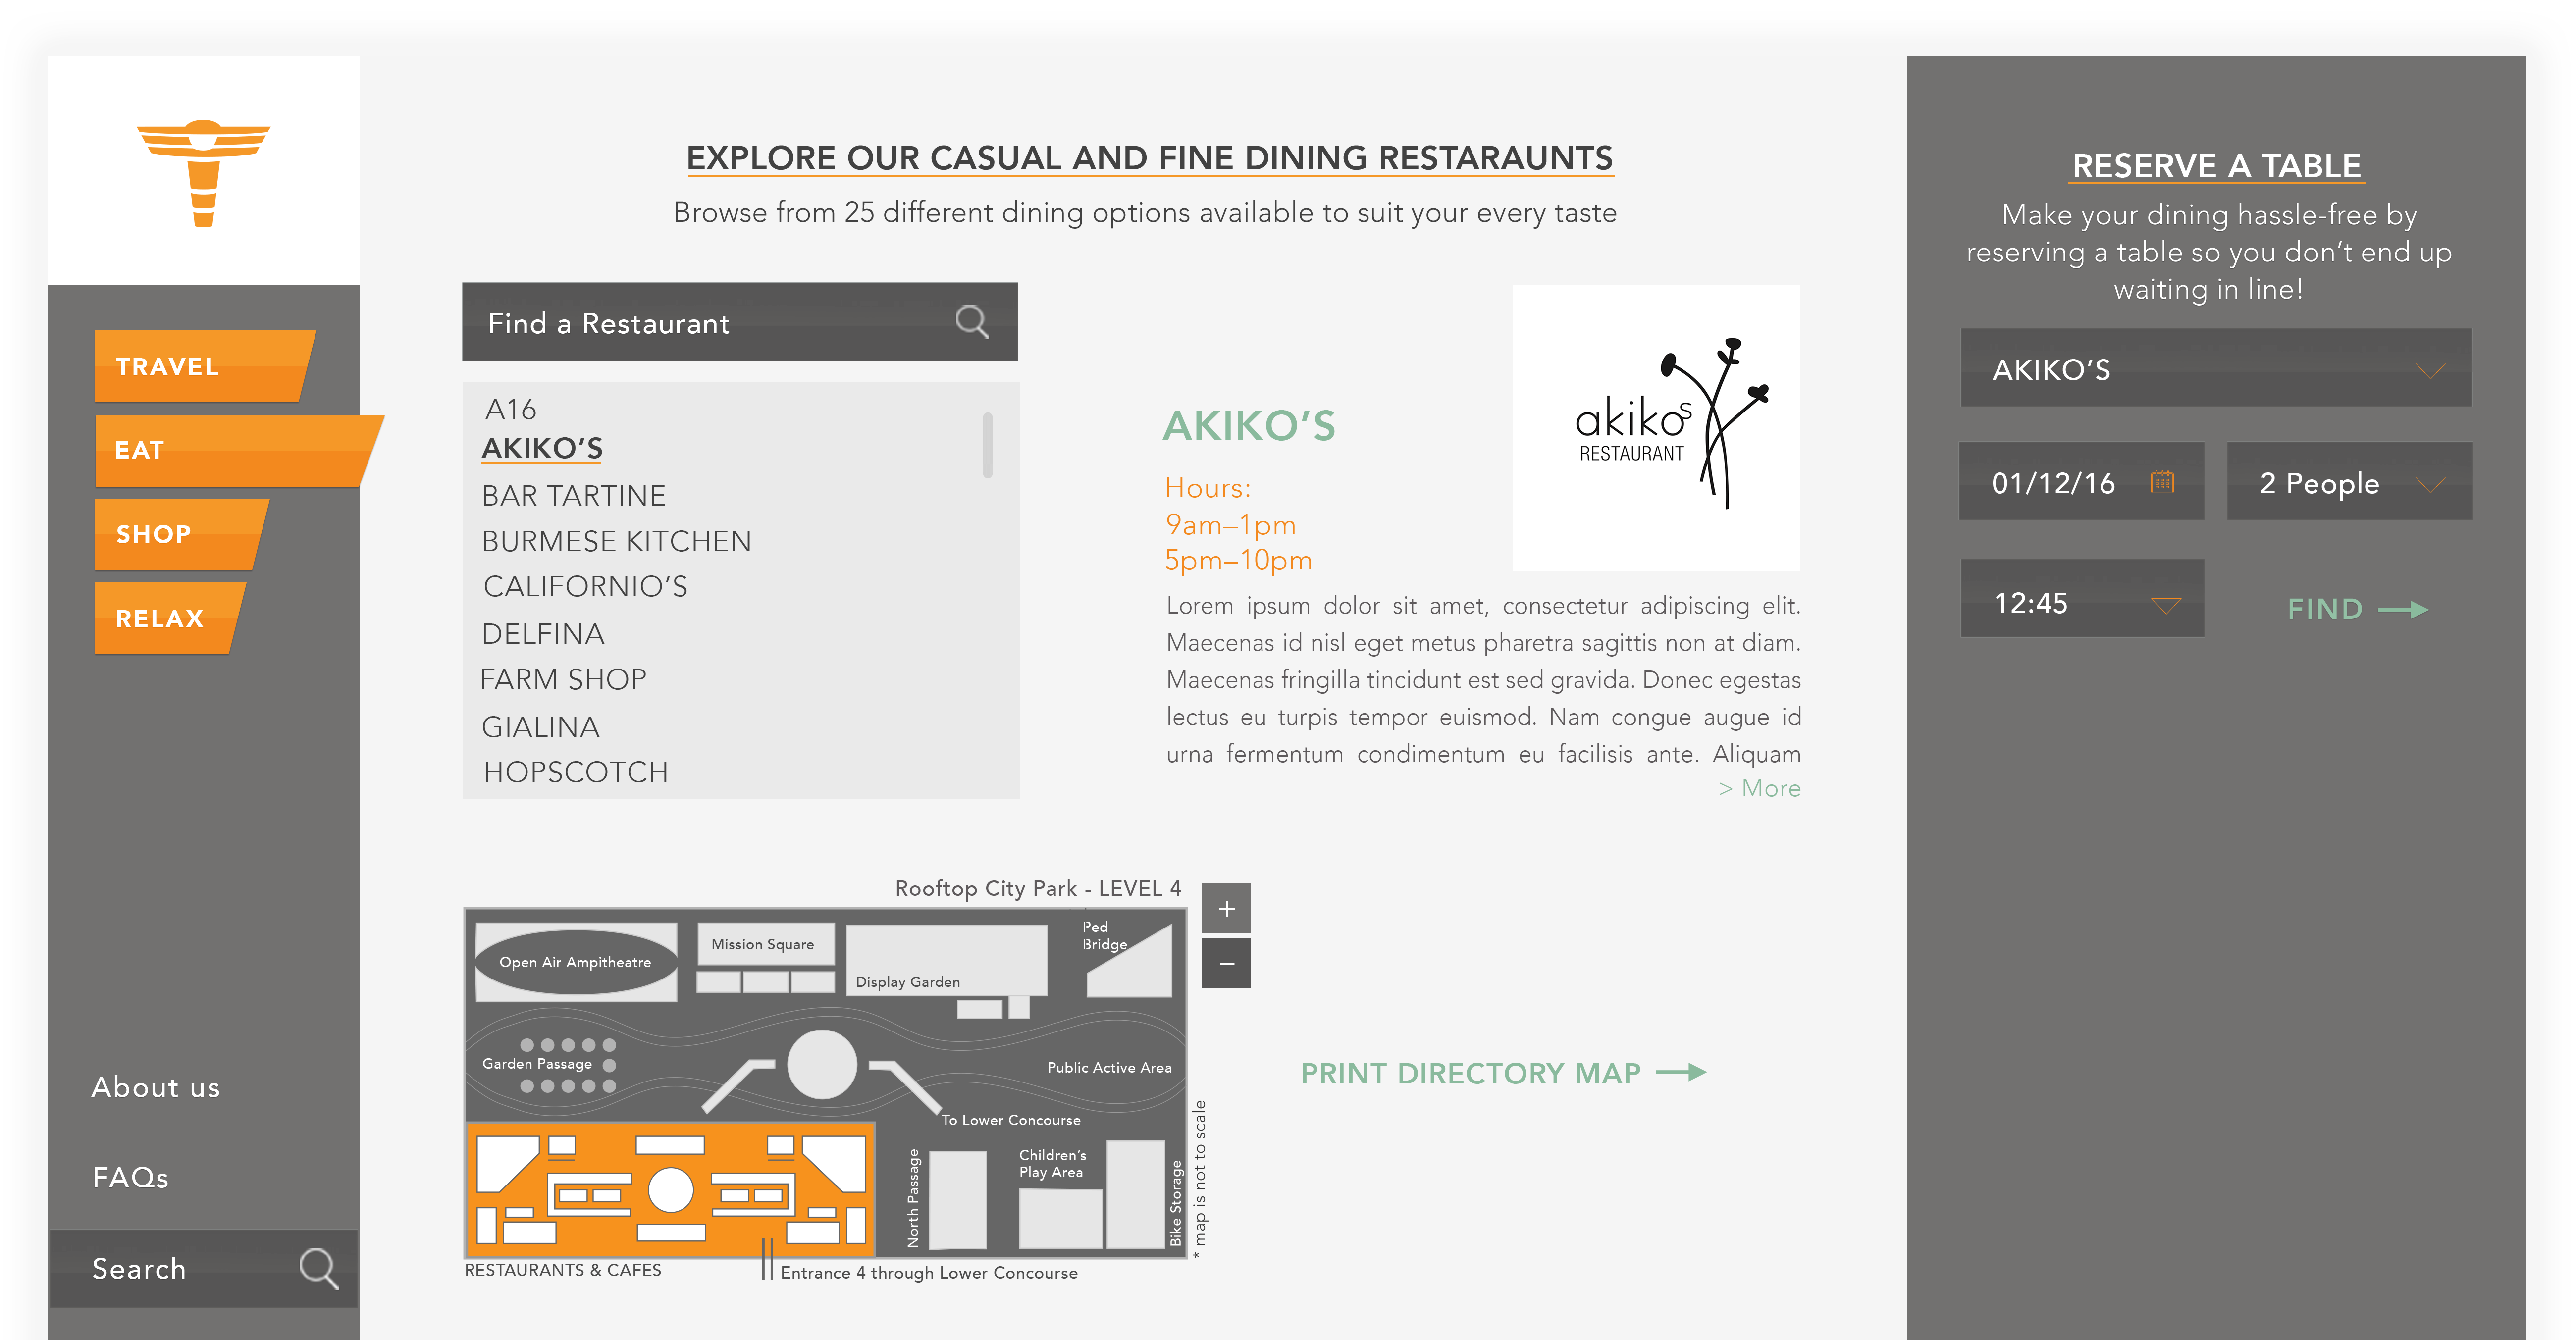 TRAVEL
EAT
SHOP
RELAX
About us
FAQs
Search
EXPLORE OUR CASUAL AND FINE DINING RESTARAUNTS
Browse from 25 different dining options available to suit your every taste
Find a Restaurant
A16
AKIKO’S
BAR TARTINE
BURMESE KITCHEN
CALIFORNIO’S
DELFINA
FARM SHOP
GIALINA
HOPSCOTCH
AKIKO’S
Hours:
9am–1pm
5pm–10pm
akikos
RESTAURANT
Lorem ipsum dolor sit amet, consectetur adipiscing elit.
Maecenas id nisl eget metus pharetra sagittis non at diam.
Maecenas fringilla tincidunt est sed gravida. Donec egestas
lectus eu turpis tempor euismod. Nam congue augue id
urna fermentum condimentum eu facilisis ante. Aliquam
> More
Rooftop City Park - LEVEL 4
+
−
Open Air Ampitheatre
Mission Square
Display Garden
Ped
Bridge
Garden Passage
Public Active Area
To Lower Concourse
North Passage
Children’s
Play Area
Bike Storage
* map is not to scale
RESTAURANTS & CAFES
Entrance 4 through Lower Concourse
PRINT DIRECTORY MAP
RESERVE A TABLE
Make your dining hassle-free by
reserving a table so you don’t end up
waiting in line!
AKIKO’S
01/12/16
2 People
12:45
FIND